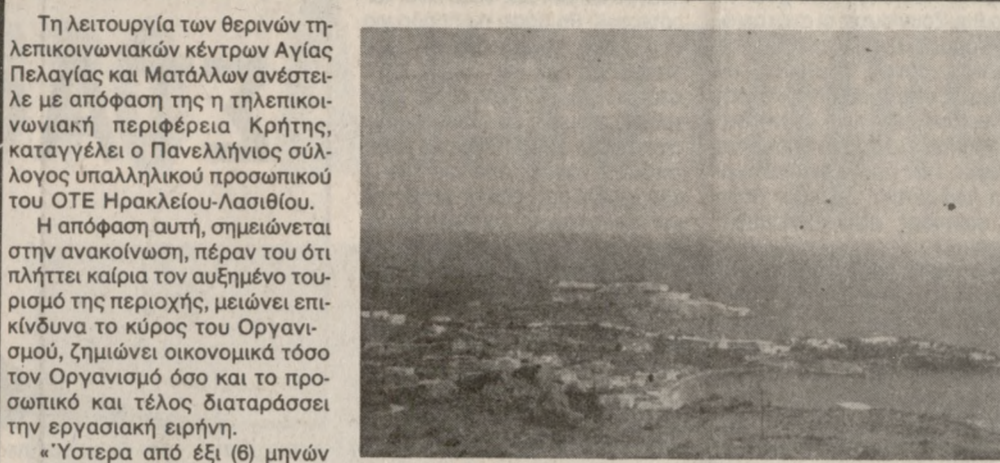 Τη λειτουργία των θερινών τη-
λεπικοινωνιακών κέντρων Αγίας
Πελαγίας και Ματάλλων ανέστει-
λε με απόφαση της η τηλεπικοι-
νωνιακή περιφέρεια Κρήτης,
καταγγέλει ο Πανελλήνιος σύλ-
λογος υπαλληλικού προσωπικού
του ΟΤΕ Ηρακλείου-Λασιθίου.
Η απόφαση αυτή, σημειώνεται
στην ανακοίνωση, πέραν του ότι
πλήττει καίρια τον αυξημένο του-
ρισμό της περιοχής, μειώνει επι-
κίνδυνα το κύρος του Οργανι-
σμού, ζημιώνει οικονομικά τόσο
τον Οργανισμό όσο και το προ-
σωπικό και τέλος διαταράσσει
την εργασιακή ειρήνη.
«Ύστερα από έξι (6) μηνών